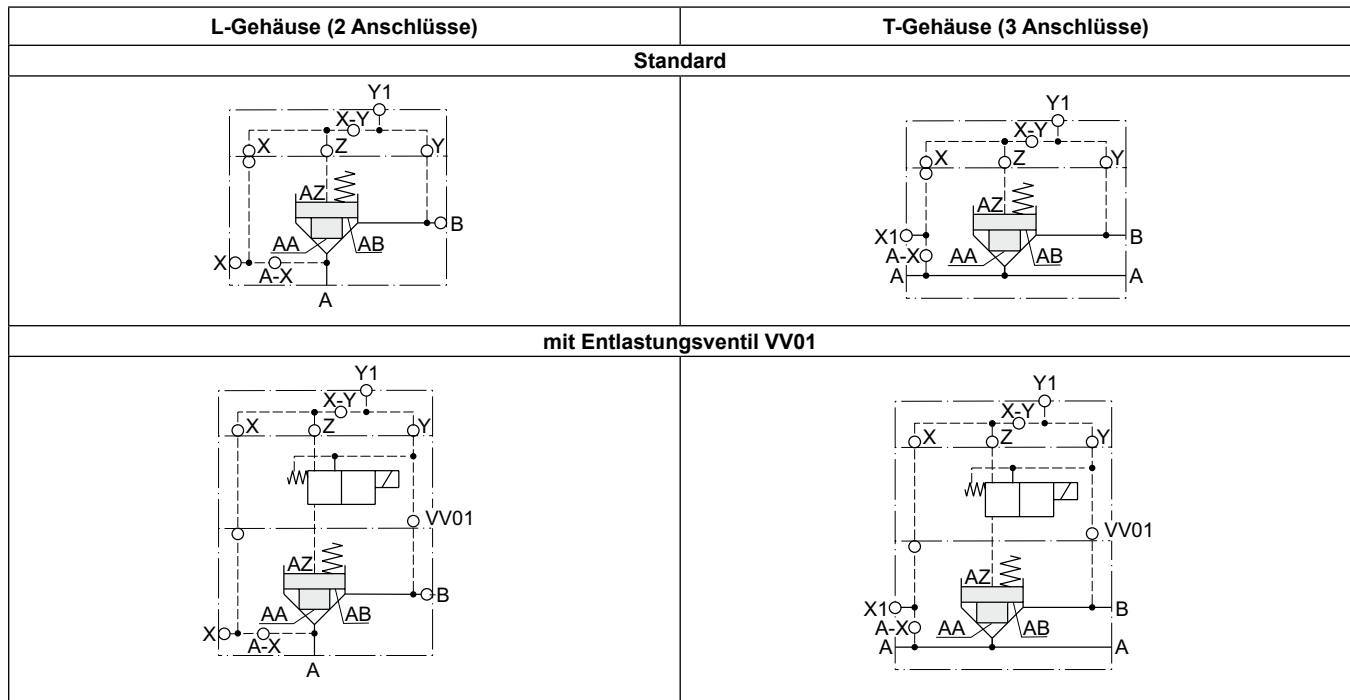 L-Gehäuse (2 Anschlüsse) T-Gehäuse (3 Anschlüsse)
Standard
Y1
X-Y
X Z Y
AZ
B
AA AB
X
A-X
A
Y1
X-Y
X Z Y
AZ
X1 B
A-X AA AB
A A
mit Entlastungsventil VV01
Y1
X-Y
X Z Y
VV01
AZ
B
AA AB
X
A-X
A
Y1
X-Y
X Z Y
VV01
AZ
X1 B
A-X AA AB
A A